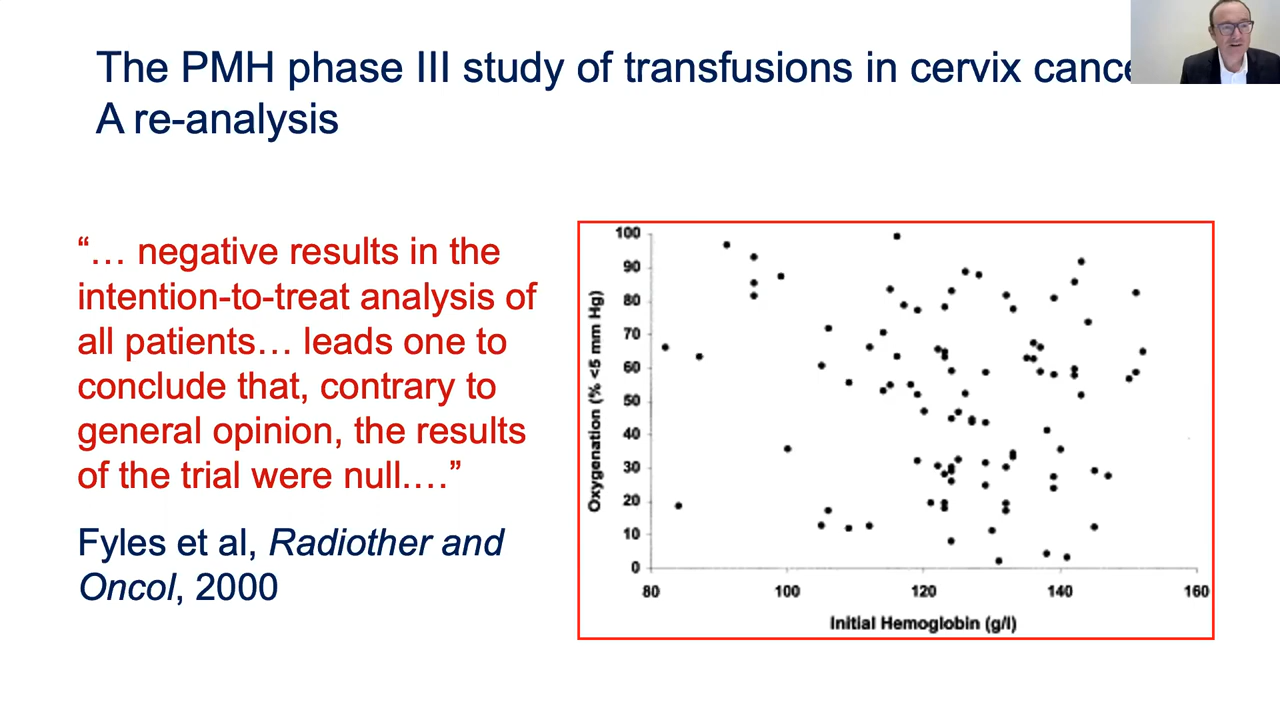 The PMH phase III study of transfusions in cervix cance
A re-analysis
“… negative results in the
intention-to-treat analysis of
all patients… leads one to
conclude that, contrary to
general opinion, the results
of the trial were null.…”
Fyles et al, Radiother and
Oncol, 2000
Oxygenation (% <5 mm Hg)
100
90
80
70
60
50
40
30
20
10
0
80 100 120 140 160
Initial Hemoglobin (g/l)